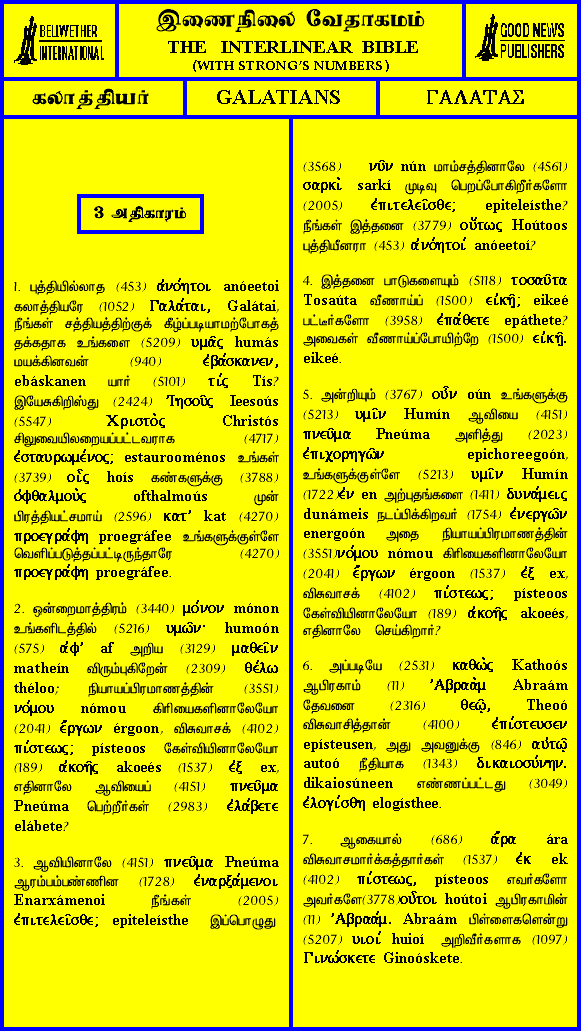 BELLWETHER
INTERNATIONAL
இணைநிலை வேதாகமம்
THE INTERLINEAR BIBLE
(WITH STRONG'S NUMBERS)
GOOD NEWS
PUBLISHERS
கலாத்தியர்
GALATIANS
ΓΑΛΑΤΑΣ
3 அதிகாரம்
1. புத்தியில்லாத (453) ἀνόητοι anóeetoi
கலாத்தியரே (1052) Γαλάται, Galátai,
நீங்கள் சத்தியத்திற்குக் கீழ்ப்படியாமற்போகத்
தக்கதாக உங்களை (5209) υμᾶς humás
மயக்கினவன் (940) ἐβάσκανεν,
ebáskanen யார் (5101) τίς Tís?
இயேசுகிறிஸ்து (2424) Ἰησοῦς Ieesoús
(5547) Χριστὸς Christós
சிலுவையிலறையப்பட்டவராக (4717)
ἐσταυρωμένος; estaurooménos உங்கள்
(3739) οἷς hoís கண்களுக்கு (3788)
ὀφθαλμοὺς ofthalmoús முன்
பிரத்தியட்சமாய் (2596) κατ' kat (4270)
προεγράφη proegráfee உங்களுக்குள்ளே
வெளிப்படுத்தப்பட்டிருந்தாரே (4270)
προεγράφη proegráfee.
2. ஒன்றைமாத்திரம் (3440) μόνον mónon
உங்களிடத்தில் (5216) υμῶν· humoón
(575) ἀφ' af அறிய (3129) μαθεῖν
matheín விரும்புகிறேன் (2309) θέλω
théloo; நியாயப்பிரமாணத்தின் (3551)
νόμου nómou கிரியைகளினாலேயோ
(2041) ἔργων érgoon, விசுவாசக் (4102)
πίστεως; písteoos கேள்வியினாலேயோ
(189) ἀκοῆς akoeés (1537) ἐξ ex,
எதினாலே ஆவியைப் (4151) πνεῦμα
Pneúma பெற்றீர்கள் (2983) ἐλάβετε
elábete?
3. ஆவியினாலே (4151) πνεῦμα Pneúma
ஆரம்பம்பண்ணின (1728) ἐναρξάμενοι
Enarxámenoi நீங்கள் (2005)
ἐπιτελεῖσθε; epiteleísthe இப்பொழுது
(3568) νῦν nún மாம்சத்தினாலே (4561)
σαρκὶ sarkí முடிவு பெறப்போகிறீர்களோ
(2005) ἐπιτελεῖσθε; epiteleísthe?
நீங்கள் இத்தனை (3779) οὕτως Hoútoos
புத்தியீனரா (453) ἀνόητοί anóeetoí?
4. இத்தனை பாடுகளையும் (5118) τοσαῦτα
Tosaúta வீணாய்ப் (1500) εἰκῇ; eikeé
பட்டீர்களோ (3958) ἐπάθετε epáthete?
அவைகள் வீணாய்ப்போயிற்றே (1500) εἰκῇ.
eikeé.
5. அன்றியும் (3767) οὖν oún உங்களுக்கு
(5213) υμῖν Humín ஆவியை (4151)
πνεῦμα Pneúma அளித்து (2023)
ἐπιχορηγῶν epichoreegoón,
உங்களுக்குள்ளே (5213) υμῖν Humín
(1722)ἐν en அற்புதங்களை (1411) δυνάμεις
dunámeis நடப்பிக்கிறவர் (1754) ἐνεργῶν
energoón அதை நியாயப்பிரமாணத்தின்
(3551)νόμου nómou கிரியைகளினாலேயோ
(2041) ἔργων érgoon (1537) ἐξ ex,
விசுவாசக் (4102) πίστεως; písteoos
கேள்வியினாலேயோ (189) ἀκοῆς akoeés,
எதினாலே செய்கிறார்?
6. அப்படியே (2531) καθὼς Kathoós
ஆபிரகாம் (11) Ἀβραὰμ Abraám
தேவனை (2316) θεῷ, Theoó
விசுவாசித்தான் (4100) ἐπίστευσεν
epísteusen, அது அவனுக்கு (846) αὐτῷ
autoó நீதியாக (1343) δικαιοσύνην.
dikaiosúneen எண்ணப்பட்டது (3049)
ἐλογίσθη elogísthee.
7. ஆகையால் (686) ἄρα ára
விசுவாசமார்க்கத்தார்கள் (1537) ἐκ ek
(4102) πίστεως, písteoos எவர்களோ
அவர்களே(3778)οὗτοι hoútoi ஆபிரகாமின்
(11) Ἀβραάμ. Abraám பிள்ளைகளென்று
(5207) υιοί huioí அறிவீர்களாக (1097)
Γινώσκετε Ginoóskete.